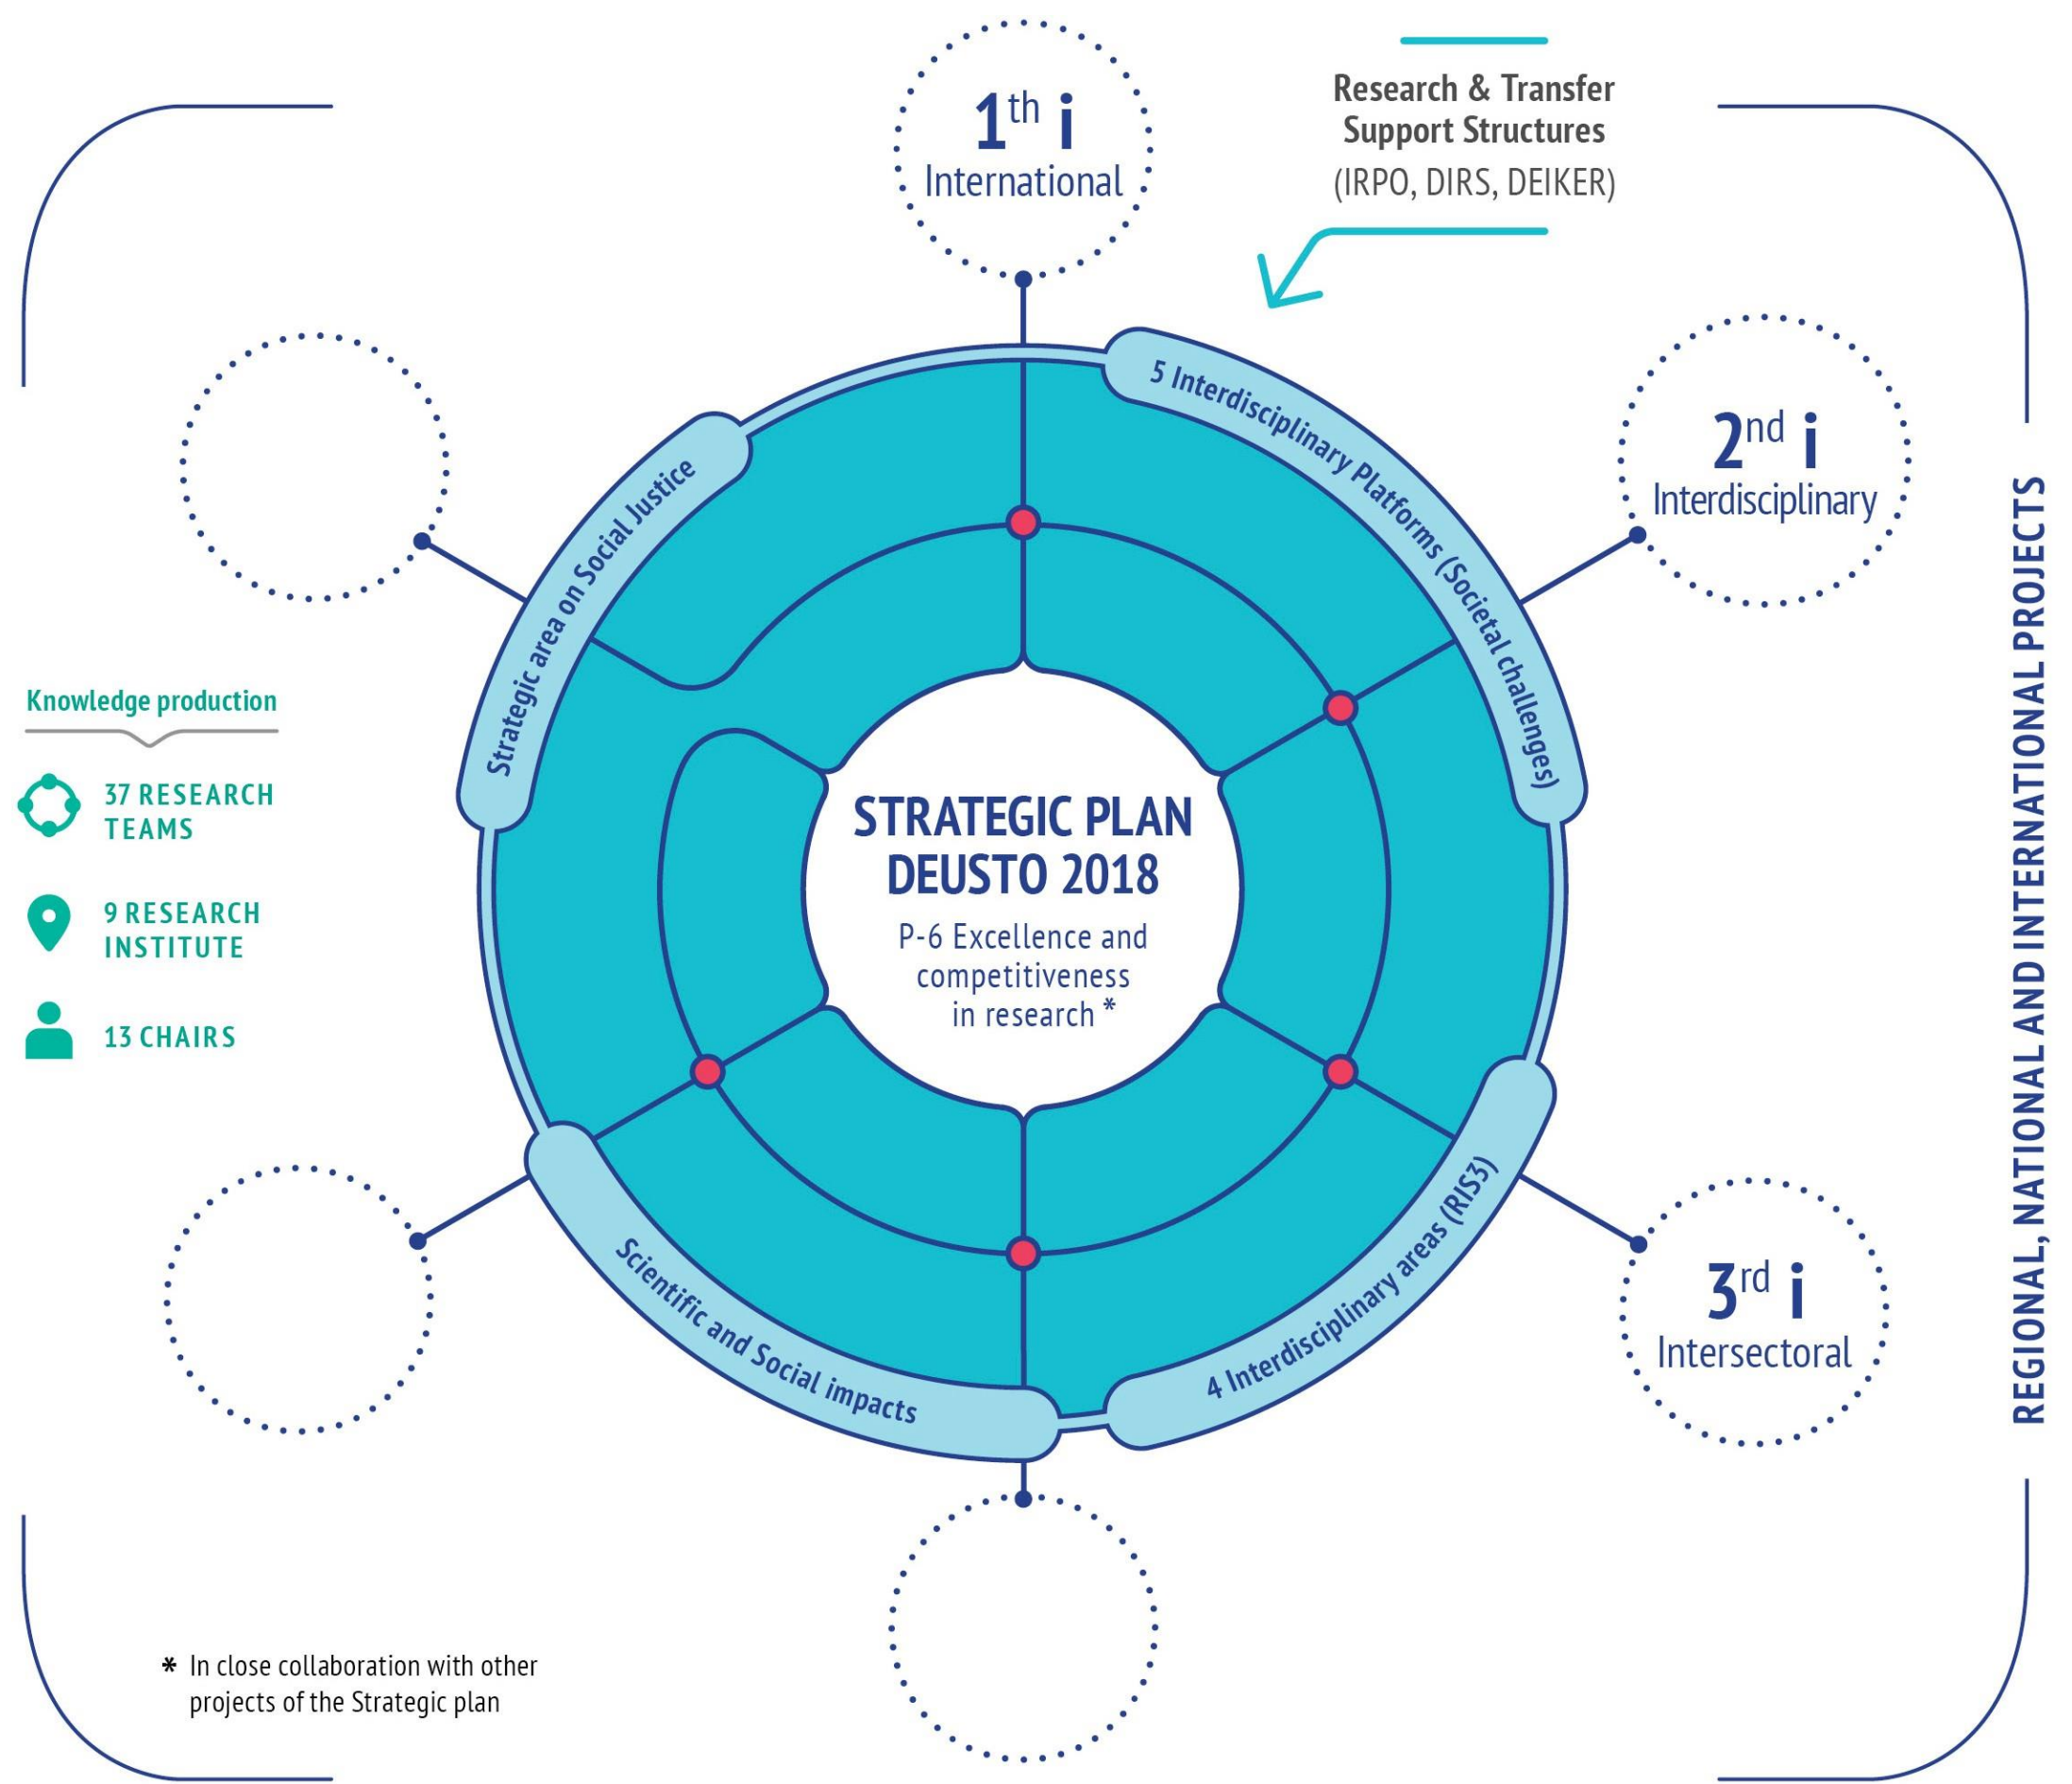 1th i
International
Research & Transfer
Support Structures
(IRPO, DIRS, DEIKER)
2nd i
Interdisciplinary
5 Interdisciplinary Platforms (Societal challenges)
Strategic area on Social Justice
Knowledge production
37 RESEARCH
TEAMS
9 RESEARCH
INSTITUTE
13 CHAIRS
STRATEGIC PLAN
DEUSTO 2018
P-6 Excellence and
competitiveness
in research *
REGIONAL, NATIONAL AND INTERNATIONAL PROJECTS
4 Interdisciplinary areas (RIS3)
Scientific and Social impacts
3rd i
Intersectoral
* In close collaboration with other
projects of the Strategic plan